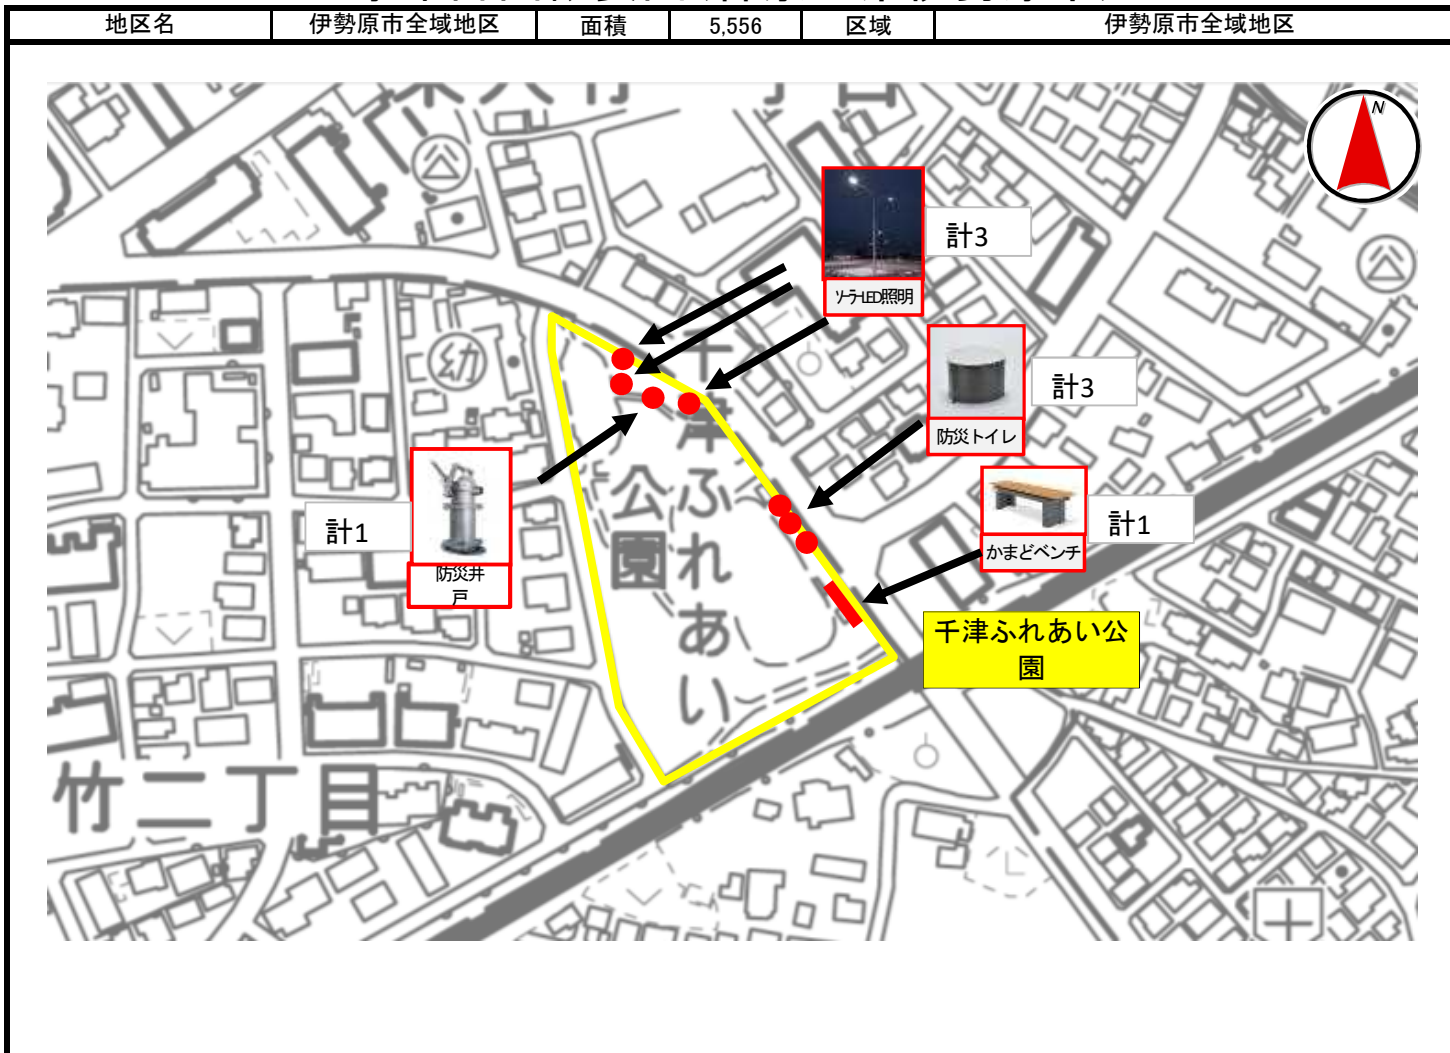 地区名 伊勢原市全域地区 面積 5,556 区域 伊勢原市全域地区
N
計3
ソーラーLED照明
計3
防災トイレ
計1
かまどベンチ
計1
防災井
戸
千津ふれあい公
園
千津ふれあい
公園
幼
竹二丁目